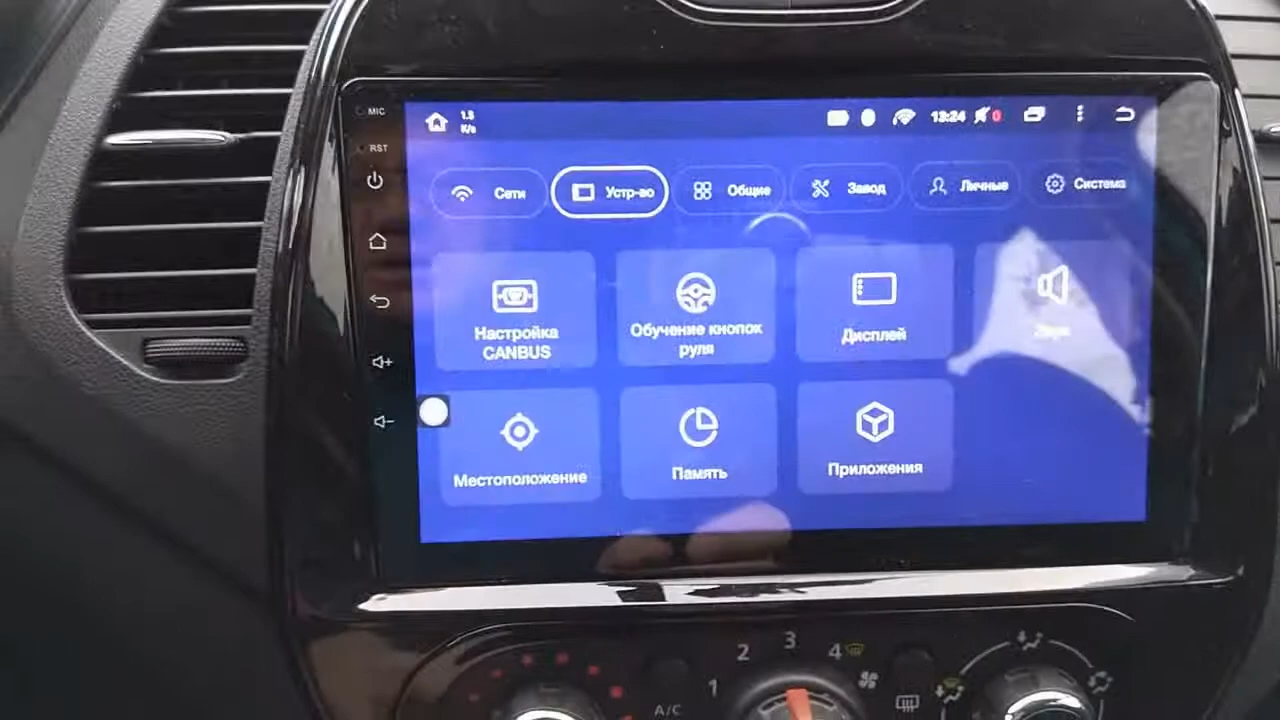 MIC
1.3
K/s
13:24
0
RST
Сети
Устр-во
Общие
Завод
Личные
Система
Настройка
CANBUS
Обучение кнопок
руля
Дисплей
Местоположение
Память
Приложения
1
2
3
4
A/C